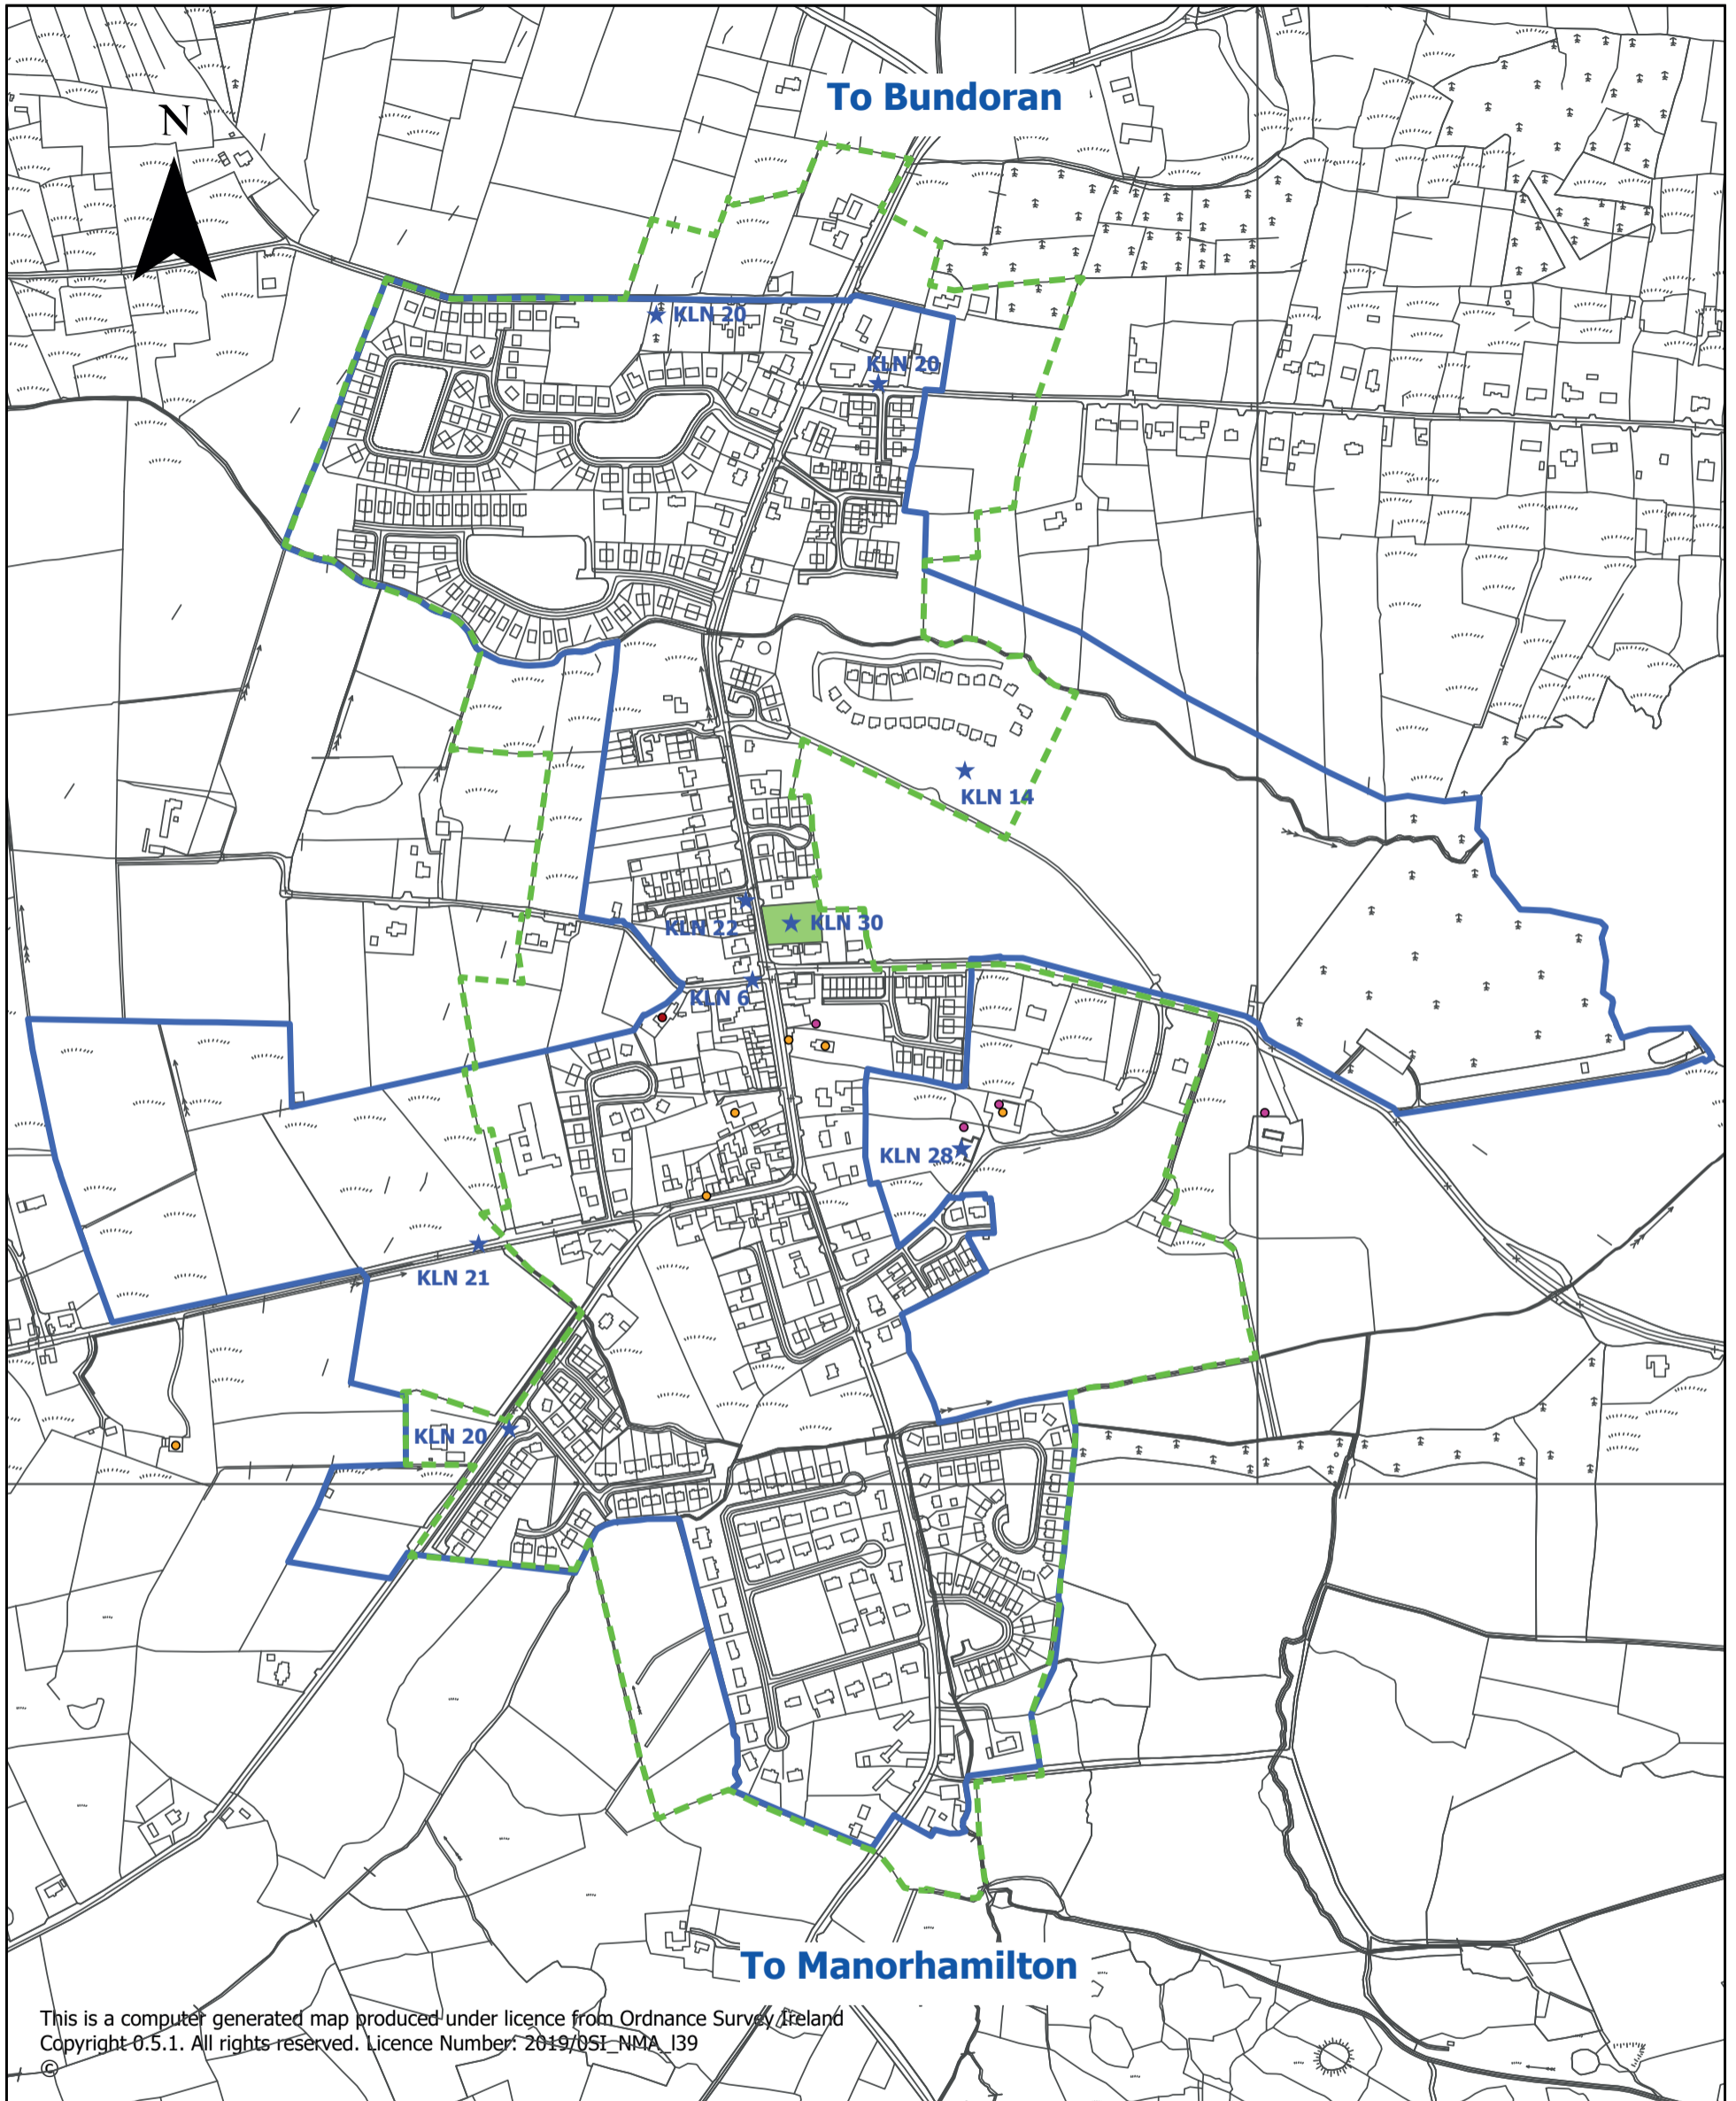 To Bundoran
N
KLN 20
KLN 20
KLN 14
KLN 22
KLN 30
KLN 6
KLN 28
KLN 21
KLN 20
To Manorhamilton
This is a computer generated map produced under licence from Ordnance Survey Ireland
Copyright 0.5.1. All rights reserved. Licence Number: 2019/0SI_NMA_l39
©